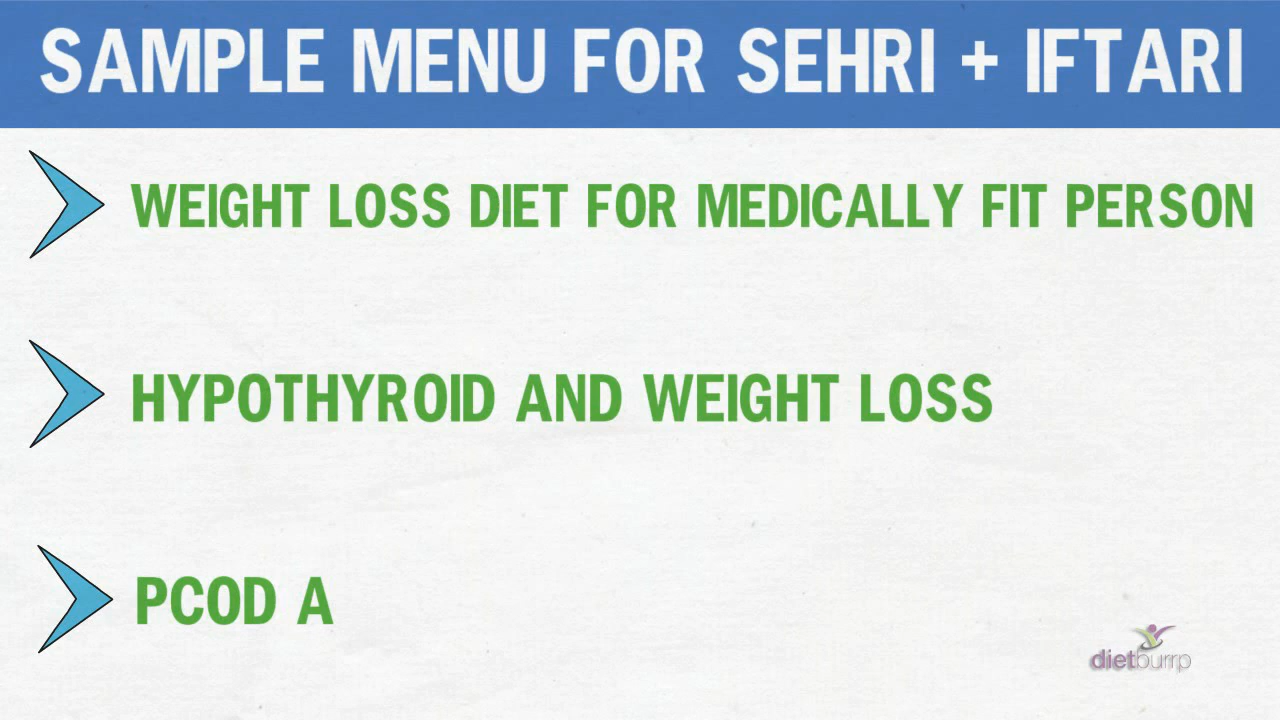 SAMPLE MENU FOR SEHRI + IFTARI
WEIGHT LOSS DIET FOR MEDICALLY FIT PERSON
HYPOTHYROID AND WEIGHT LOSS
PCOD A
dietburrp